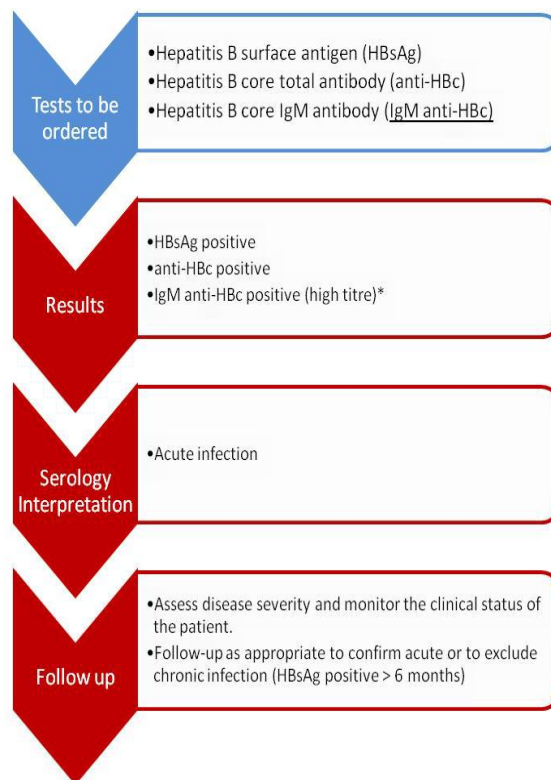 Tests to be
ordered
•Hepatitis B surface antigen (HBsAg)
•Hepatitis B core total antibody (anti-HBc)
•Hepatitis B core IgM antibody (IgM anti-HBc)
Results
•HBsAg positive
•anti-HBc positive
•IgM anti-HBc positive (high titre)*
Serology
Interpretation
•Acute infection
Follow up
•Assess disease severity and monitor the clinical status of
the patient.
•Follow-up as appropriate to confirm acute or to exclude
chronic infection (HBsAg positive > 6 months)